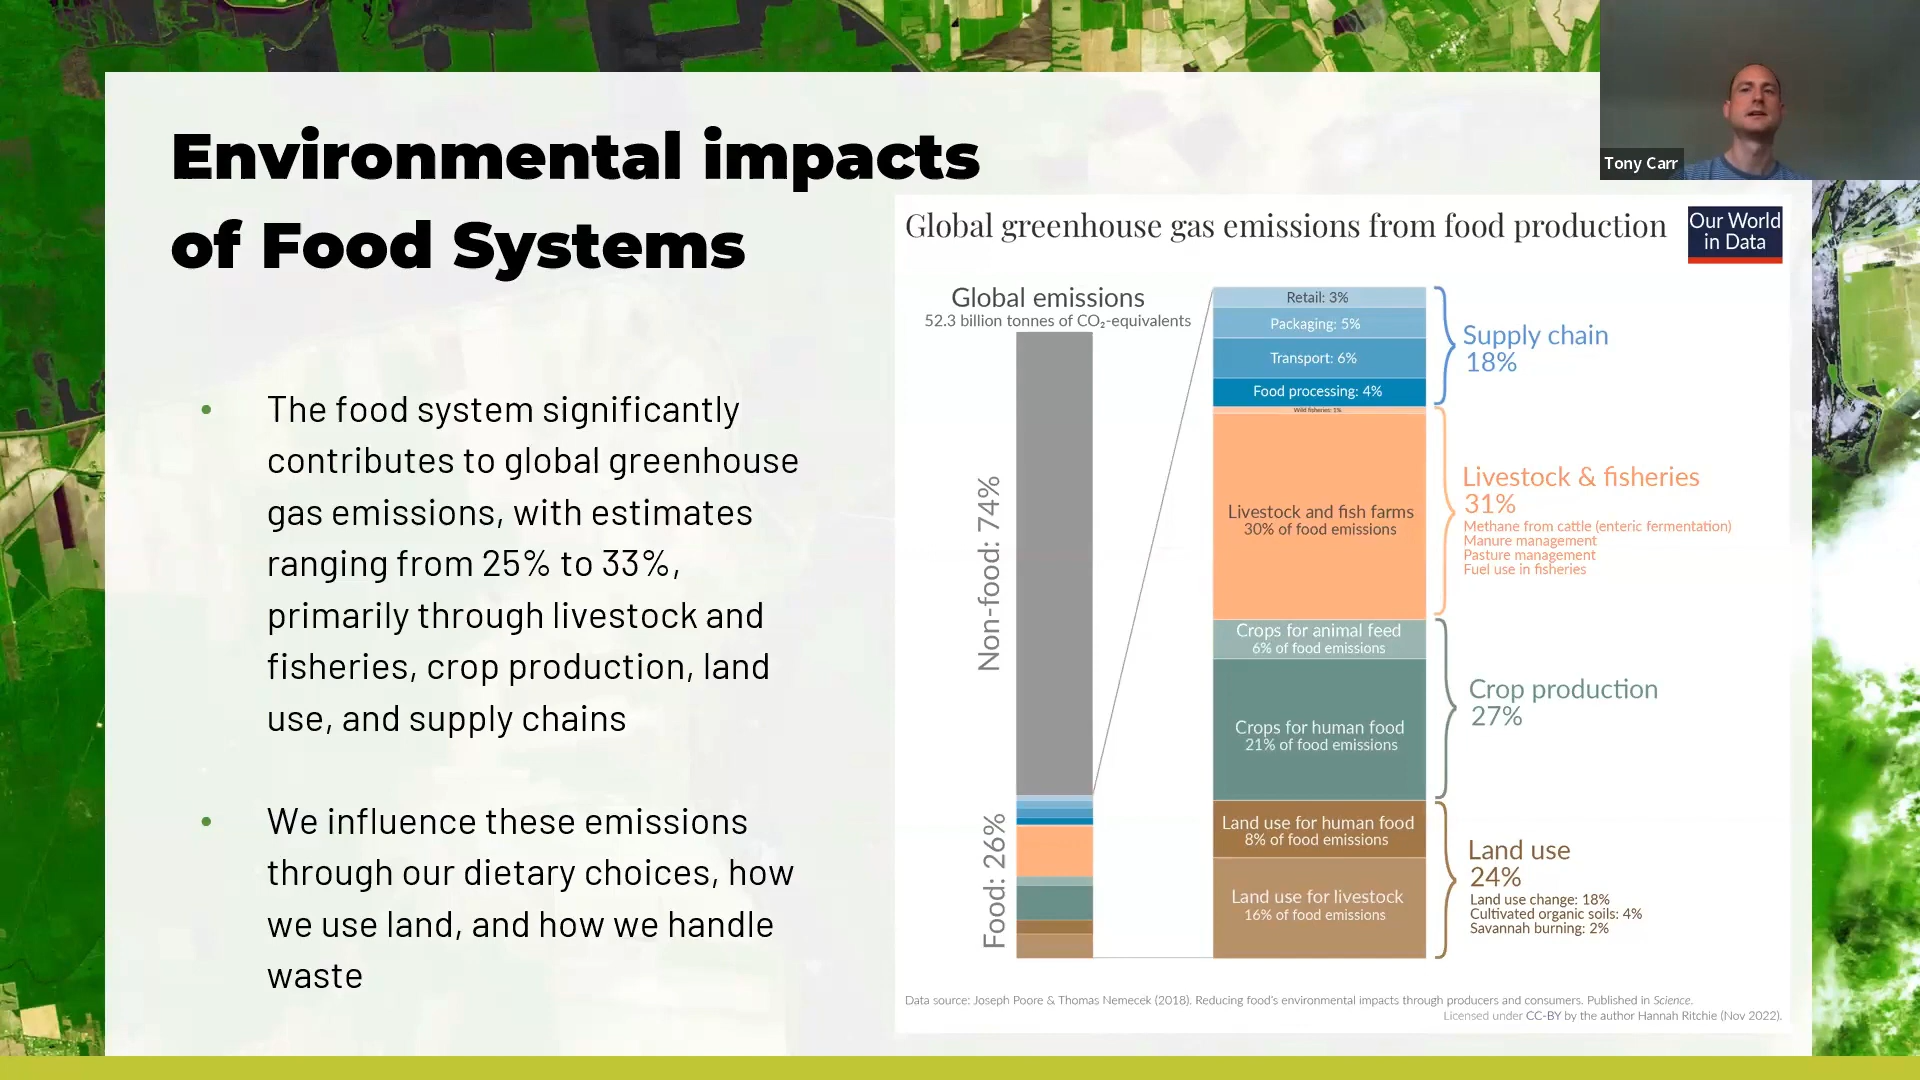 Environmental impacts
of Food Systems
• The food system significantly
contributes to global greenhouse
gas emissions, with estimates
ranging from 25% to 33%,
primarily through livestock and
fisheries, crop production, land
use, and supply chains
• We influence these emissions
through our dietary choices, how
we use land, and how we handle
waste
Tony Carr
Global greenhouse gas emissions from food production
Our World
in Data
Global emissions
52.3 billion tonnes of CO₂-equivalents
Non-food: 74%
Food: 26%
Retail: 3%
Packaging: 5%
Transport: 6%
Food processing: 4%
Wild fisheries: 1%
Livestock and fish farms
30% of food emissions
Crops for animal feed
6% of food emissions
Crops for human food
21% of food emissions
Land use for human food
8% of food emissions
Land use for livestock
16% of food emissions
Supply chain
18%
Livestock & fisheries
31%
Methane from cattle (enteric fermentation)
Manure management
Pasture management
Fuel use in fisheries
Crop production
27%
Land use
24%
Land use change: 18%
Cultivated organic soils: 4%
Savannah burning: 2%
Data source: Joseph Poore & Thomas Nemecek (2018). Reducing food's environmental impacts through producers and consumers. Published in Science.
Licensed under CC-BY by the author Hannah Ritchie (Nov 2022).